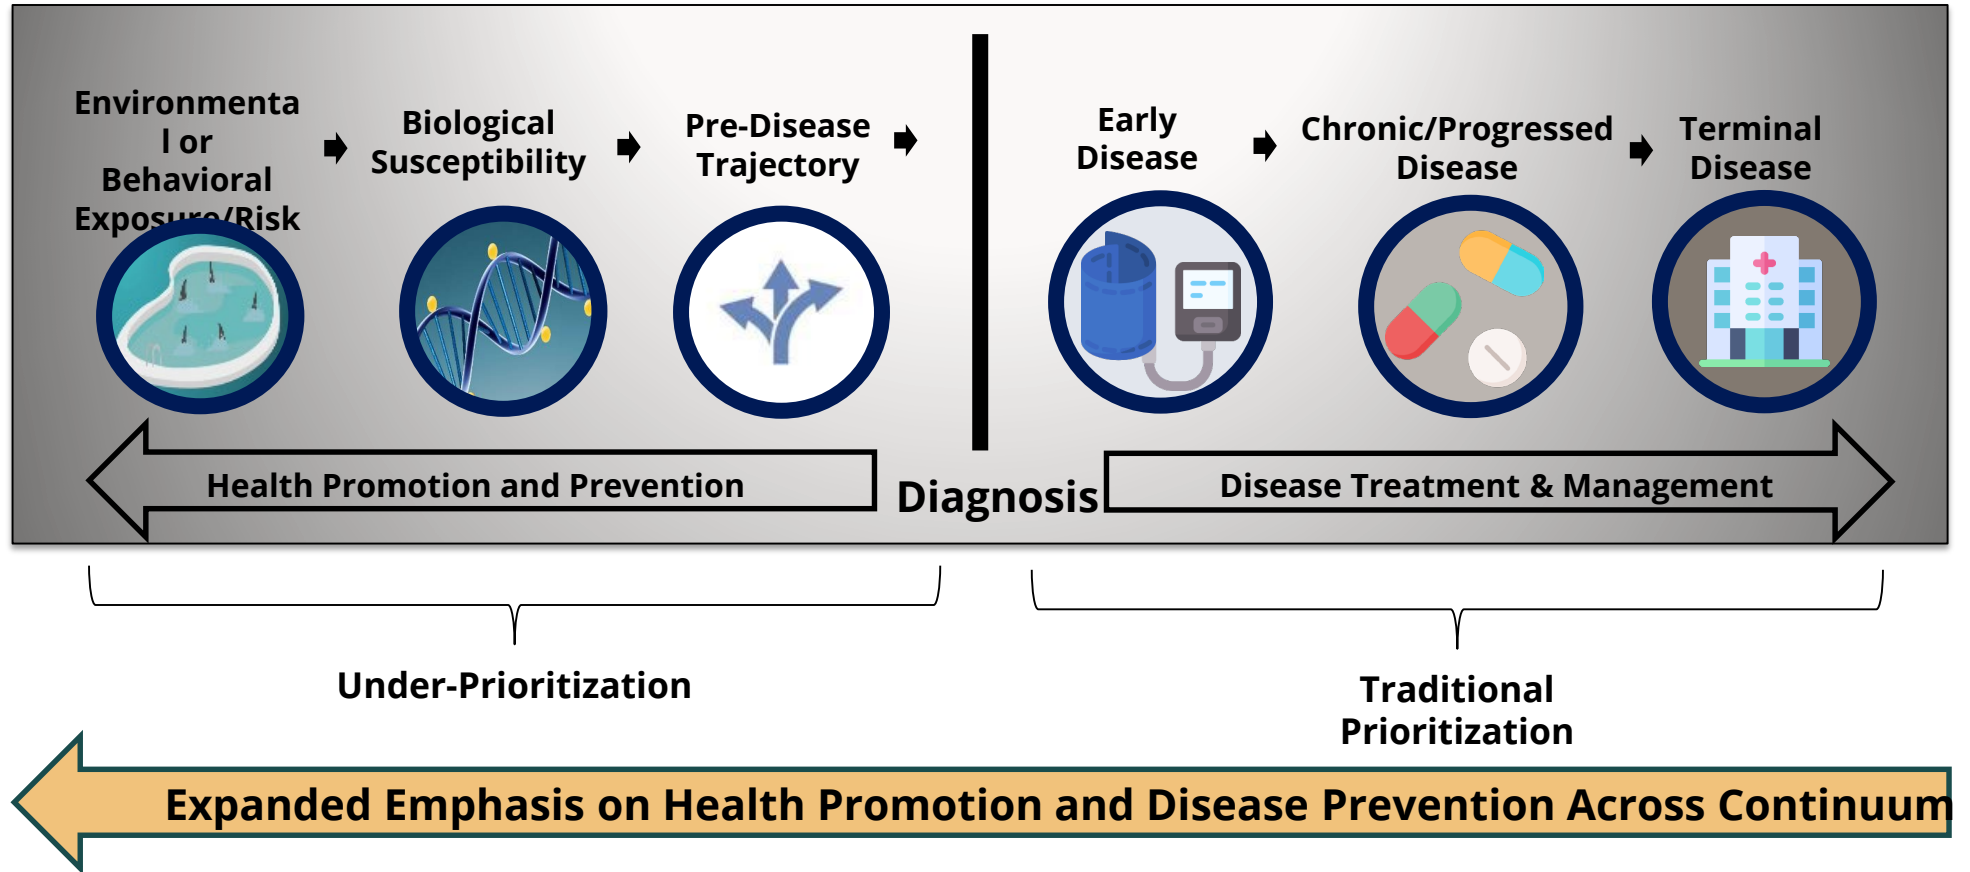 Environmenta
l or
Behavioral
Exposure/Risk
Biological
Susceptibility
Pre-Disease
Trajectory
Early
Disease
Chronic/Progressed
Disease
Terminal
Disease
Health Promotion and Prevention
Diagnosis
Disease Treatment & Management
Under-Prioritization
Traditional
Prioritization
Expanded Emphasis on Health Promotion and Disease Prevention Across Continuum